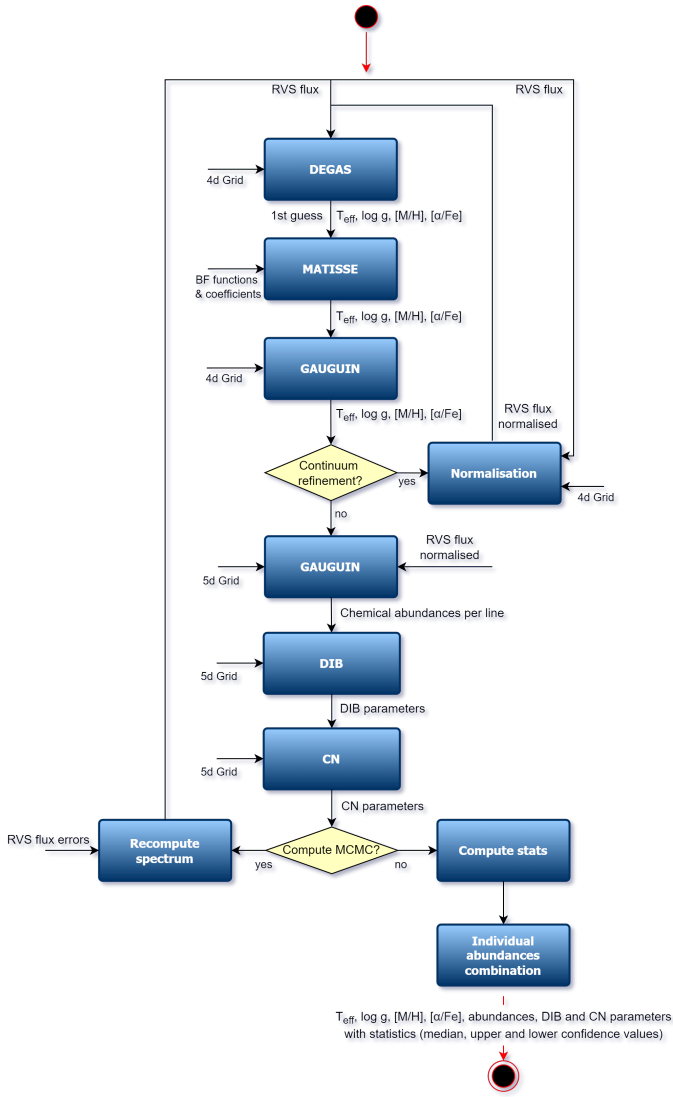 RVS flux
RVS flux
DEGAS
4d Grid
1st guess
Teff, log g, [M/H], [α/Fe]
MATISSE
BF functions
& coefficients
Teff, log g, [M/H], [α/Fe]
GAUGUIN
4d Grid
Teff, log g, [M/H], [α/Fe]
RVS flux
normalised
Continuum
refinement?
yes
Normalisation
4d Grid
no
GAUGUIN
RVS flux
normalised
5d Grid
Chemical abundances per line
DIB
5d Grid
DIB parameters
CN
5d Grid
CN parameters
RVS flux errors
Recompute
spectrum
yes
Compute MCMC?
no
Compute stats
Individual
abundances
combination
Teff, log g, [M/H], [α/Fe], abundances, DIB and CN parameters
with statistics (median, upper and lower confidence values)